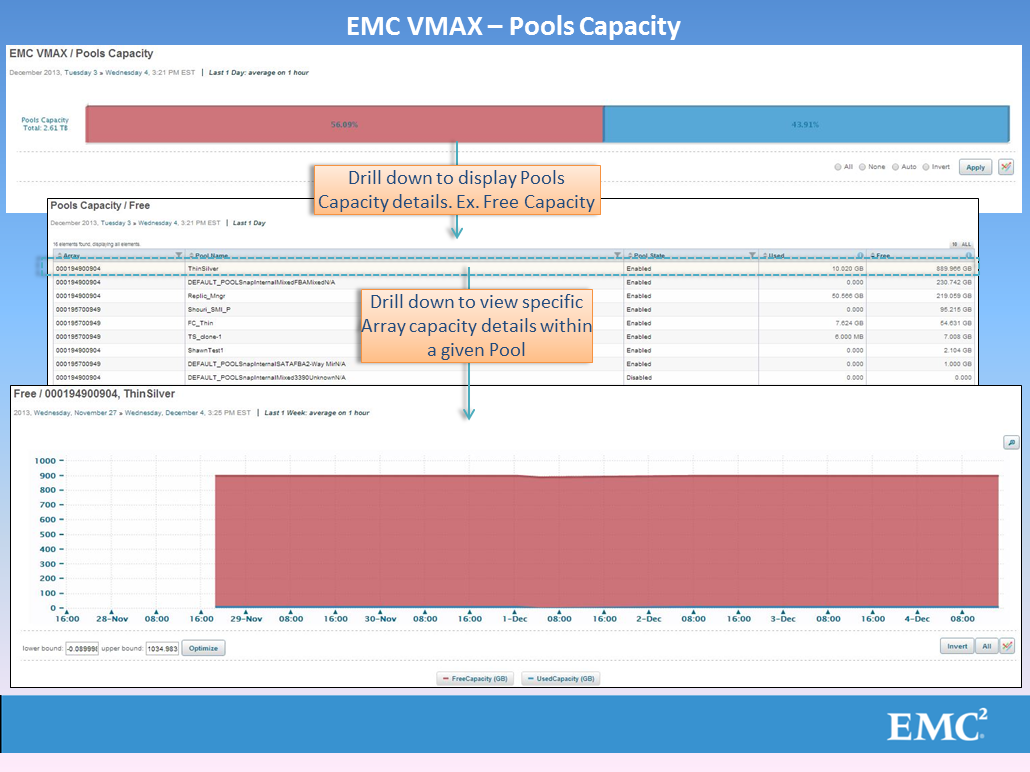 EMC VMAX – Pools Capacity
EMC VMAX / Pools Capacity
December 2013, Tuesday 3 » Wednesday 4, 3:21 PM EST | Last 1 Day: average on 1 hour
Pools Capacity
Total: 2.61 TB
56.09% 43.91%
All None Auto Invert Apply
Drill down to display Pools
Capacity details. Ex. Free Capacity
Pools Capacity / Free
December 2013, Tuesday 3 » Wednesday 4, 3:21 PM EST | Last 1 Day
elements found, displaying all elements. 10 ALL
Array Pool Name Pool State Used Free
000194900904 ThinSilver Enabled 10.020 GB 889.966 GB
000194900904 DEFAULT_POOLSnapInternalMixedFBAMixedN/A Enabled 0.000 230.742 GB
000194900904 Replic_Mngr Enabled 50.566 GB 219.059 GB
000195700949 Shouri_SMI_P Enabled 0.000 95.215 GB
000195700949 FC_Thin Enabled 7.624 GB 54.631 GB
000195700949 TS_clone-1 Enabled 6.000 MB 7.008 GB
000194900904 ShawnTest1 Enabled 0.000 2.104 GB
000195700949 DEFAULT_POOLSnapInternalSATAFBA2-Way MirN/A Enabled 0.000 1.000 GB
000194900904 DEFAULT_POOLSnapInternalMixed3390UnknownN/A Disabled 0.000 0.000
Drill down to view specific
Array capacity details within
a given Pool
Free / 000194900904, ThinSilver
2013, Wednesday, November 27 » Wednesday, December 4, 3:25 PM EST | Last 1 Week: average on 1 hour
1000
900
800
700
600
500
400
300
200
100
0
16:00 28-Nov 08:00 16:00 29-Nov 08:00 16:00 30-Nov 08:00 16:00 1-Dec 08:00 16:00 2-Dec 08:00 16:00 3-Dec 08:00 16:00 4-Dec 08:00
lower bound: -0.089998 upper bound: 1034.983 Optimize Invert All
FreeCapacity (GB) UsedCapacity (GB)
EMC²